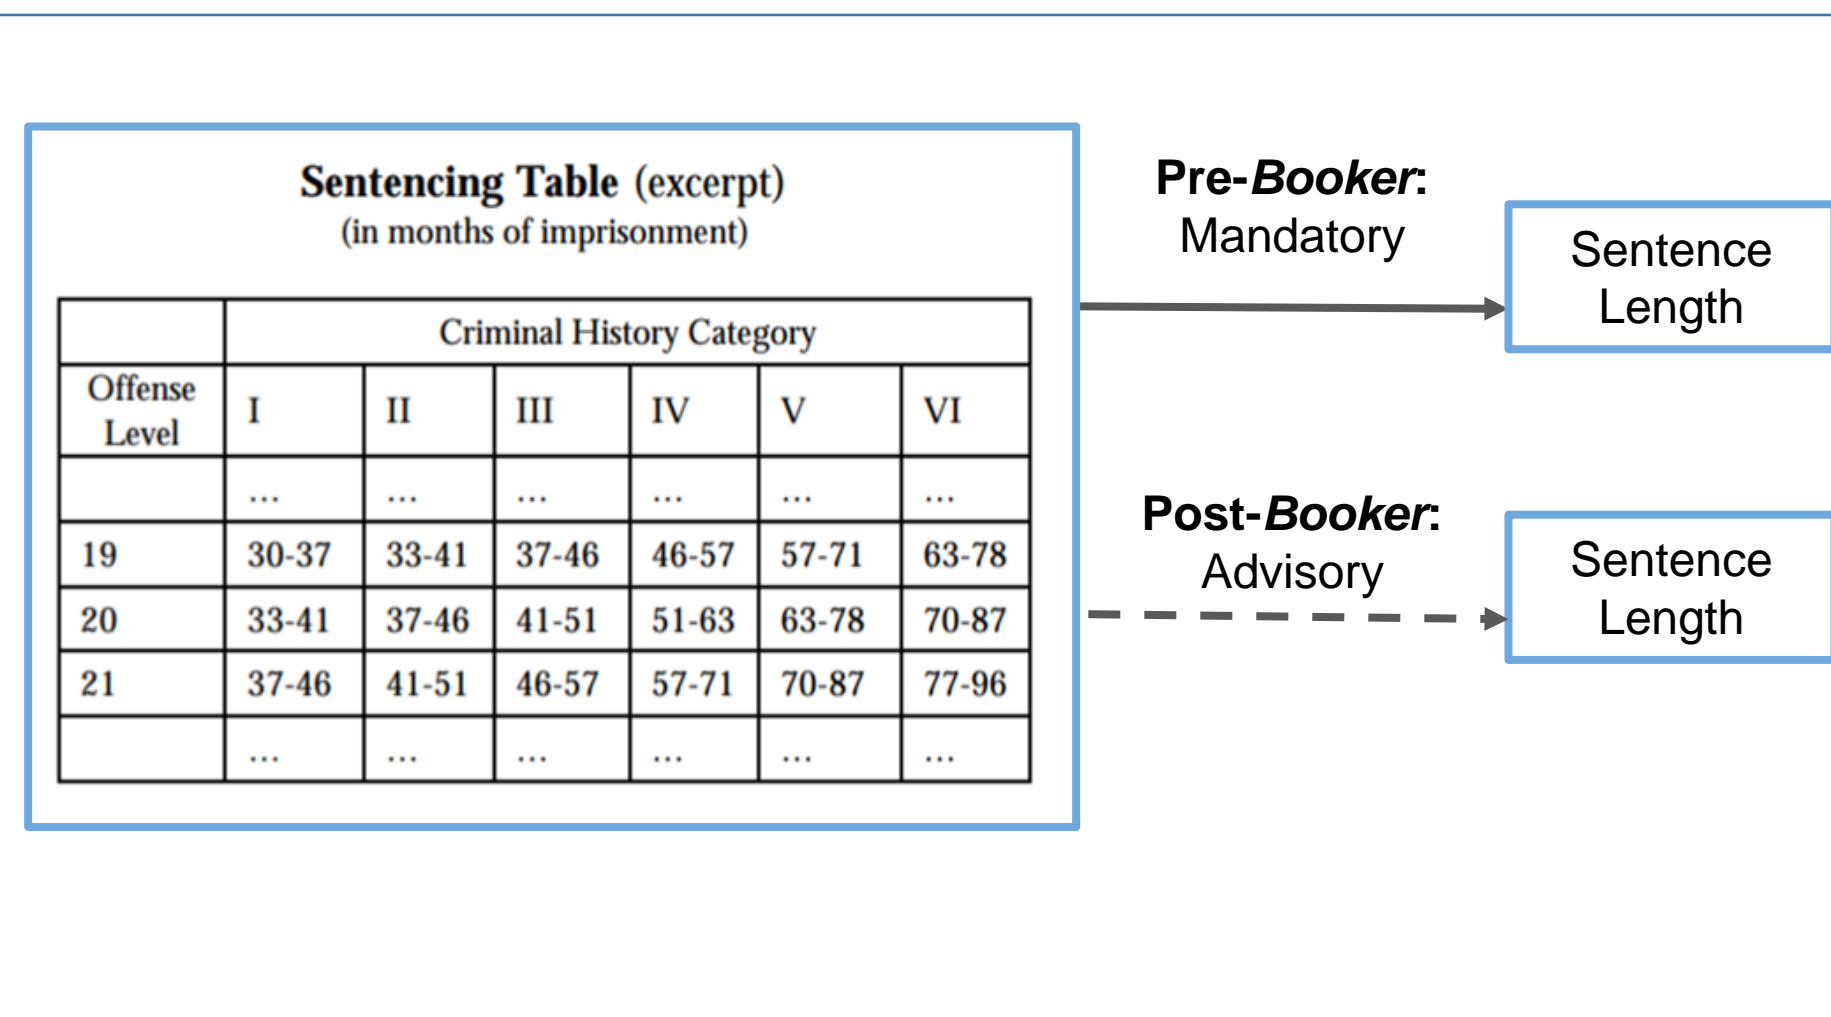 Sentencing Table (excerpt)
(in months of imprisonment)
Criminal History Category
Offense
Level
I II III IV V VI
... ... ... ... ... ...
19 30-37 33-41 37-46 46-57 57-71 63-78
20 33-41 37-46 41-51 51-63 63-78 70-87
21 37-46 41-51 46-57 57-71 70-87 77-96
... ... ... ... ... ...
Pre-Booker:
Mandatory
Sentence
Length
Post-Booker:
Advisory
Sentence
Length